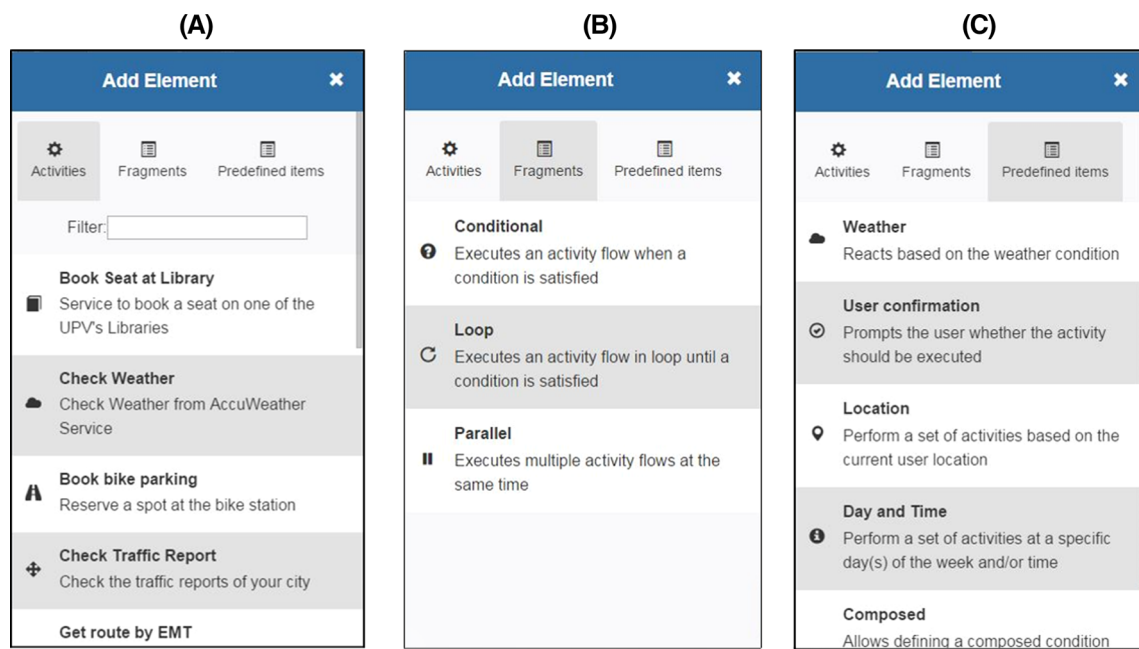 (A)
Add Element
Activities
Fragments
Predefined items
Filter:
Book Seat at Library
Service to book a seat on one of the
UPV's Libraries
Check Weather
Check Weather from AccuWeather
Service
Book bike parking
Reserve a spot at the bike station
Check Traffic Report
Check the traffic reports of your city
Get route by EMT
(B)
Add Element
Activities
Fragments
Predefined items
Conditional
Executes an activity flow when a
condition is satisfied
Loop
Executes an activity flow in loop until a
condition is satisfied
Parallel
Executes multiple activity flows at the
same time
(C)
Add Element
Activities
Fragments
Predefined items
Weather
Reacts based on the weather condition
User confirmation
Prompts the user whether the activity
should be executed
Location
Perform a set of activities based on the
current user location
Day and Time
Perform a set of activities at a specific
day(s) of the week and/or time
Composed
Allows defining a composed condition